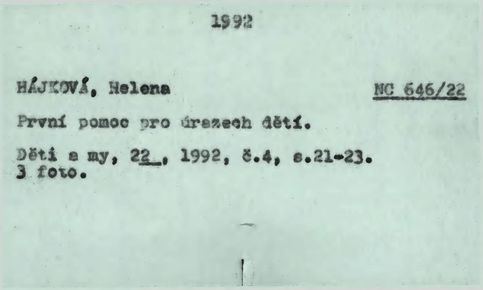 1992
HÁJKOVÁ, Helena NC 646/22
První pomoc pro úrazech dětí.
Děti a my, 22 , 1992, č.4, s.21-23.
3 foto.